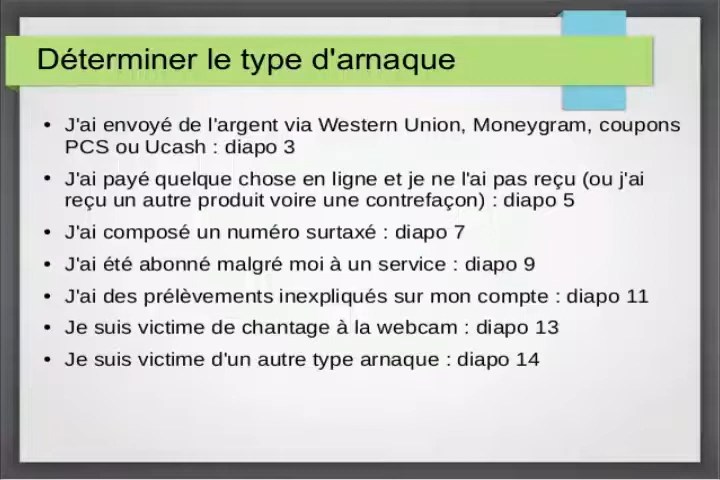 Déterminer le type d'arnaque
• J'ai envoyé de l'argent via Western Union, Moneygram, coupons
PCS ou Ucash : diapo 3
• J'ai payé quelque chose en ligne et je ne l'ai pas reçu (ou j'ai
reçu un autre produit voire une contrefaçon) : diapo 5
• J'ai composé un numéro surtaxé : diapo 7
• J'ai été abonné malgré moi à un service : diapo 9
• J'ai des prélèvements inexpliqués sur mon compte : diapo 11
• Je suis victime de chantage à la webcam : diapo 13
• Je suis victime d'un autre type arnaque : diapo 14